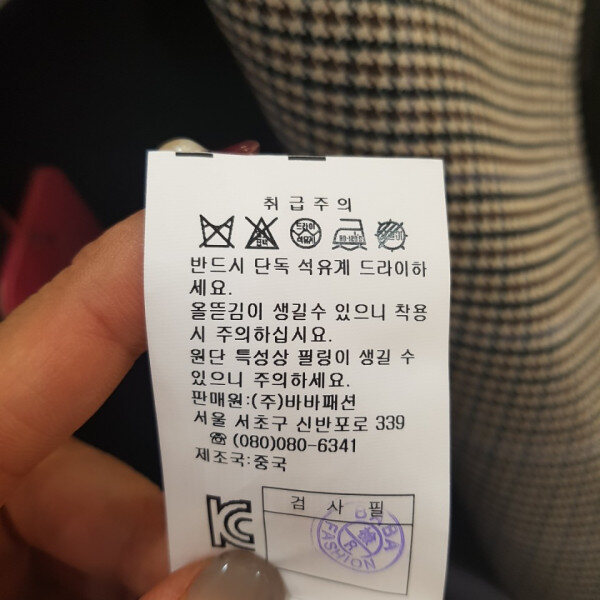 취급주의
드라이
석유계
반드시 단독 석유계 드라이하
세요.
올뜯김이 생길수 있으니 착용
시 주의하십시요.
원단 특성상 필링이 생길 수
있으니 주의하세요.
판매원:(주)바바패션
서울 서초구 신반포로 339
☏ (080)080-6341
제조국:중국
검사필
BABA
FASHION